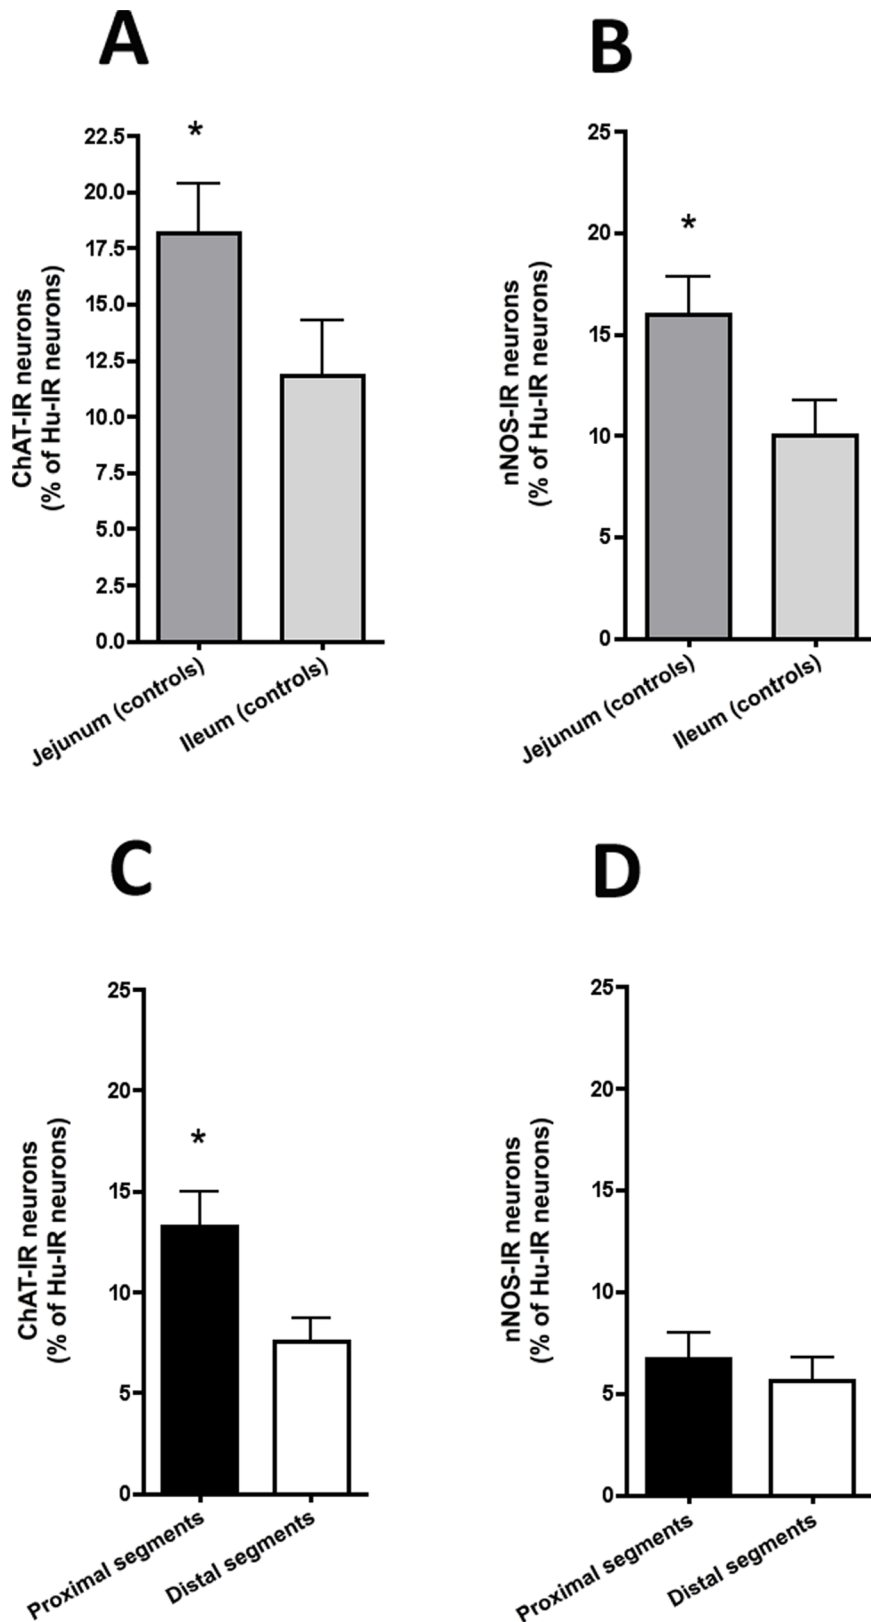 A
*
22.5
20.0
17.5
15.0
12.5
10.0
7.5
5.0
2.5
0.0
ChAT-IR neurons
(% of Hu-IR neurons)
Jejunum (controls)
Ileum (controls)
B
*
25
20
15
10
5
0
nNOS-IR neurons
(% of Hu-IR neurons)
Jejunum (controls)
Ileum (controls)
C
*
25
20
15
10
5
0
ChAT-IR neurons
(% of Hu-IR neurons)
Proximal segments
Distal segments
D
25
20
15
10
5
0
nNOS-IR neurons
(% of Hu-IR neurons)
Proximal segments
Distal segments